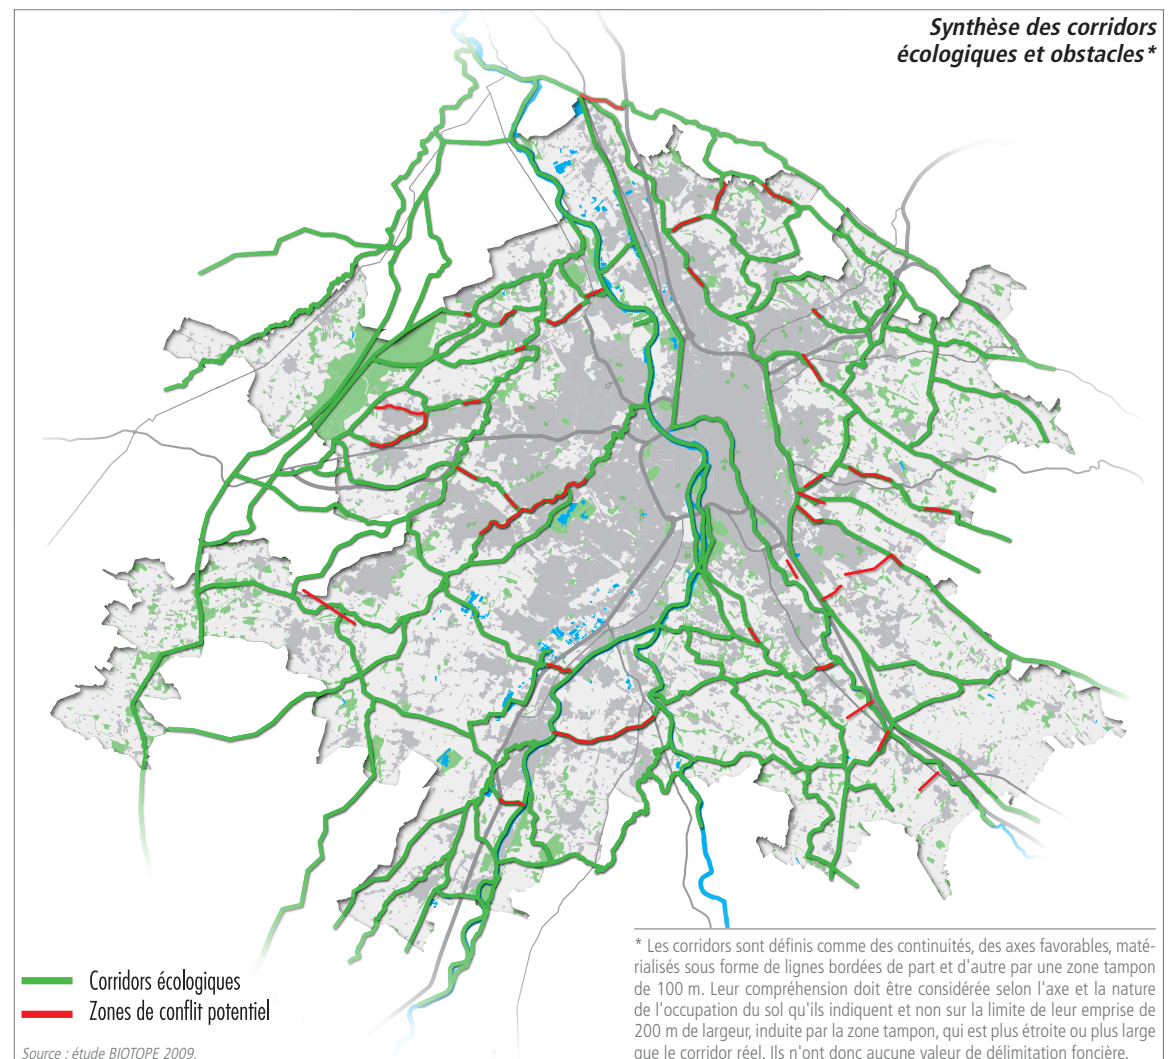 Synthèse des corridors
écologiques et obstacles*
Corridors écologiques
Zones de conflit potentiel
Source : étude BIOTOPE 2009.
* Les corridors sont définis comme des continuités, des axes favorables, maté-
rialisés sous forme de lignes bordées de part et d'autre par une zone tampon
de 100 m. Leur compréhension doit être considérée selon l'axe et la nature
de l'occupation du sol qu'ils indiquent et non sur la limite de leur emprise de
200 m de largeur, induite par la zone tampon, qui est plus étroite ou plus large
que le corridor réel. Ils n'ont donc aucune valeur de délimitation foncière.